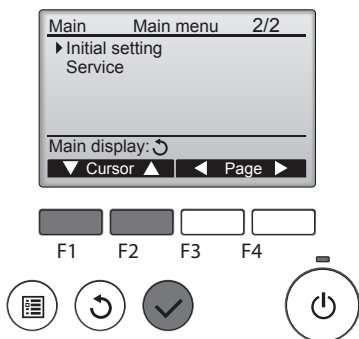 Main Main menu 2/2
Initial setting
Service
Main display:
Cursor Page
F1 F2 F3 F4